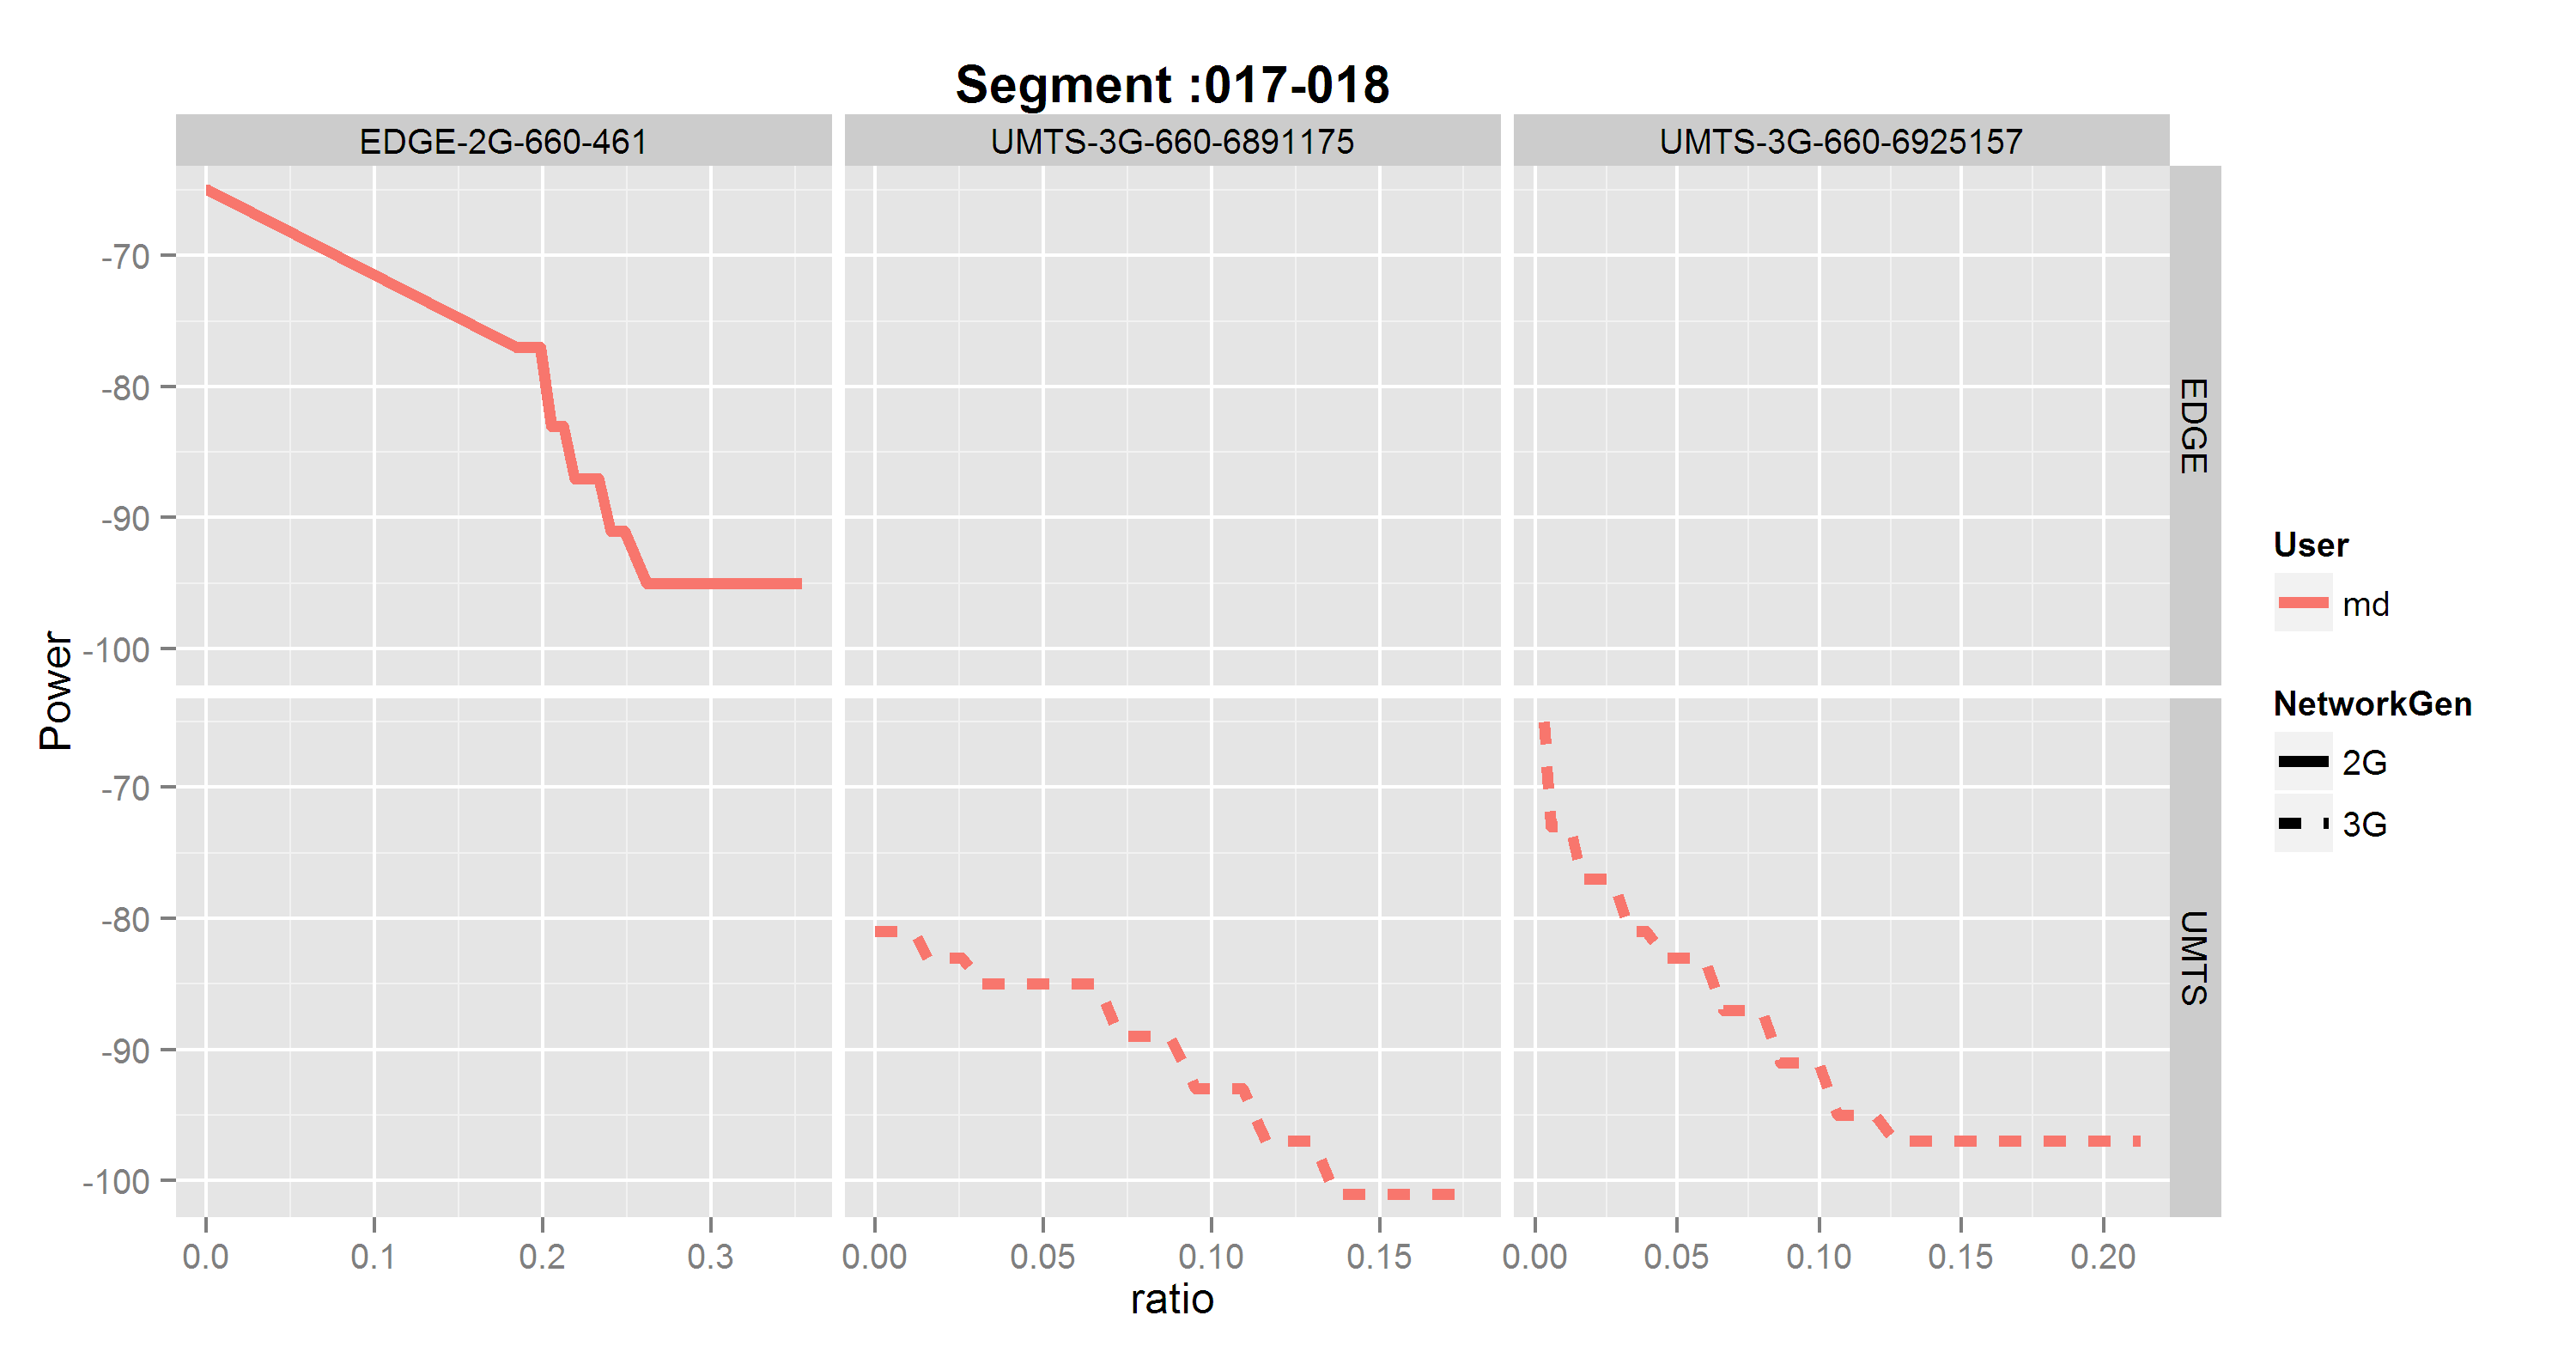 Segment :017-018
EDGE-2G-660-461
UMTS-3G-660-6891175
UMTS-3G-660-6925157
-70
-80
-90
-100
EDGE
-70
-80
-90
-100
UMTS
Power
0.0 0.1 0.2 0.3
0.00 0.05 0.10 0.15
0.00 0.05 0.10 0.15 0.20
ratio
User
md
NetworkGen
2G
3G